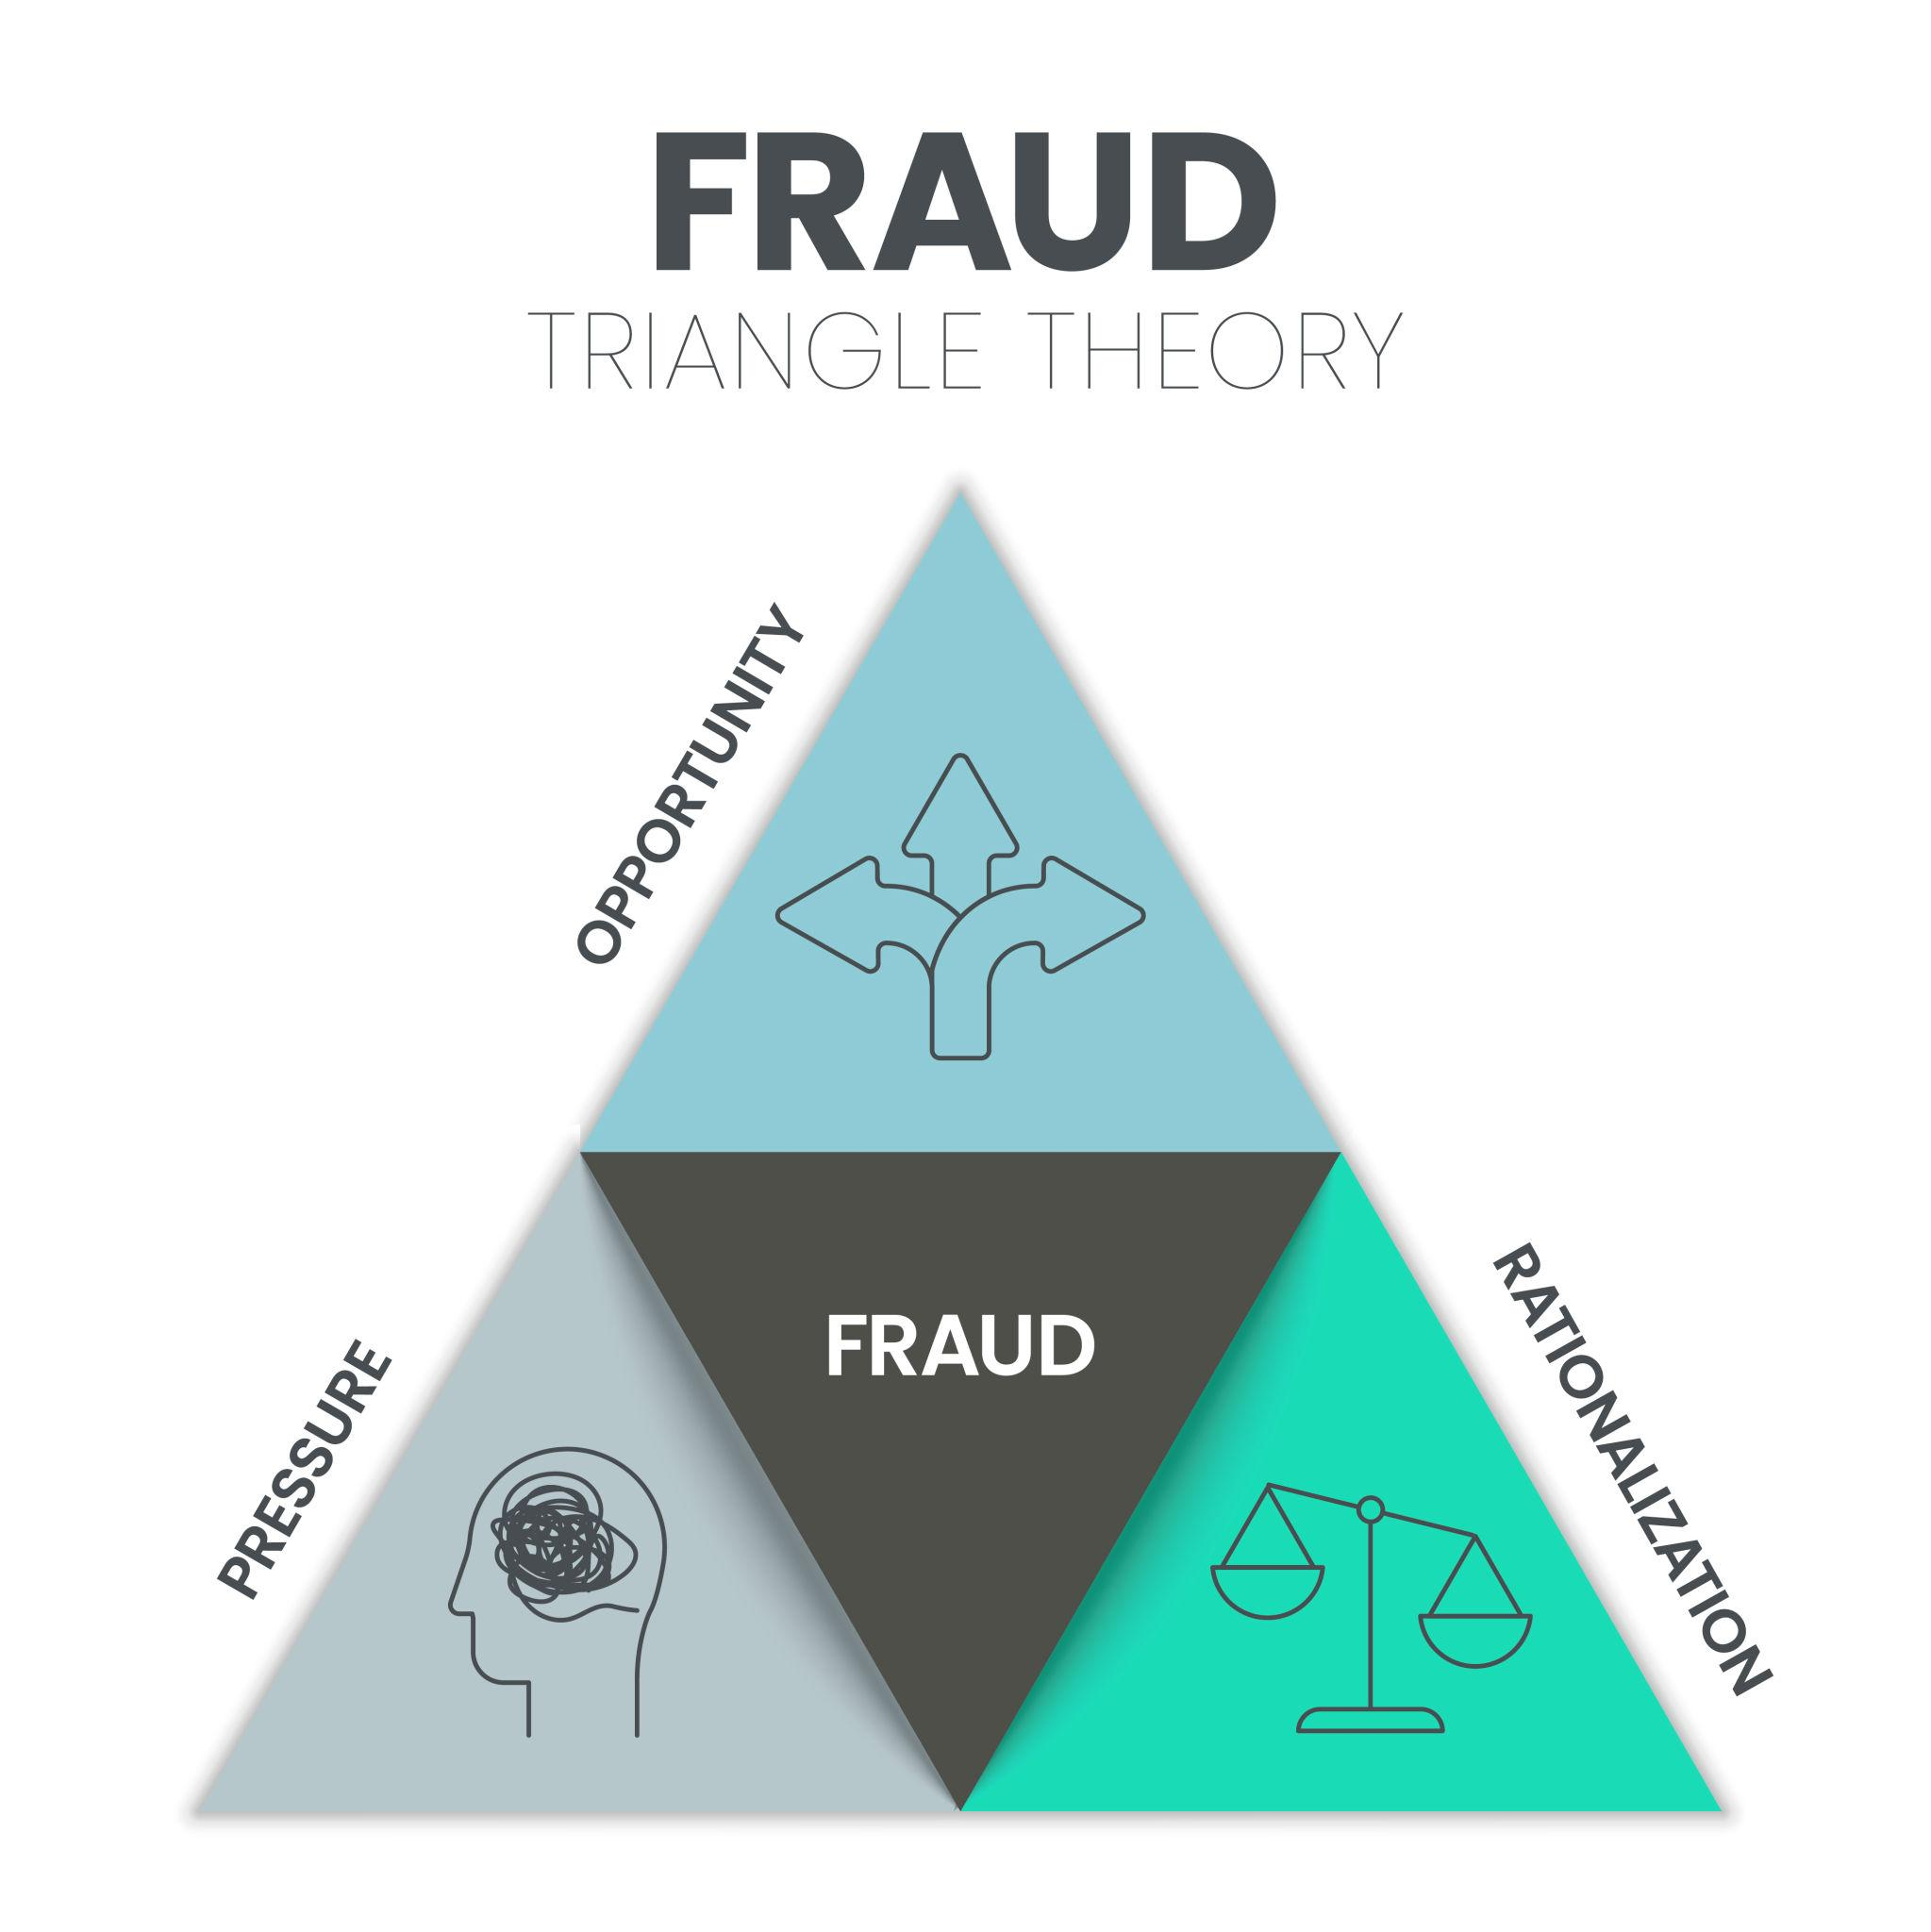 FRAUD
TRIANGLE THEORY
OPPORTUNITY
FRAUD
PRESSURE
RATIONALIZATION